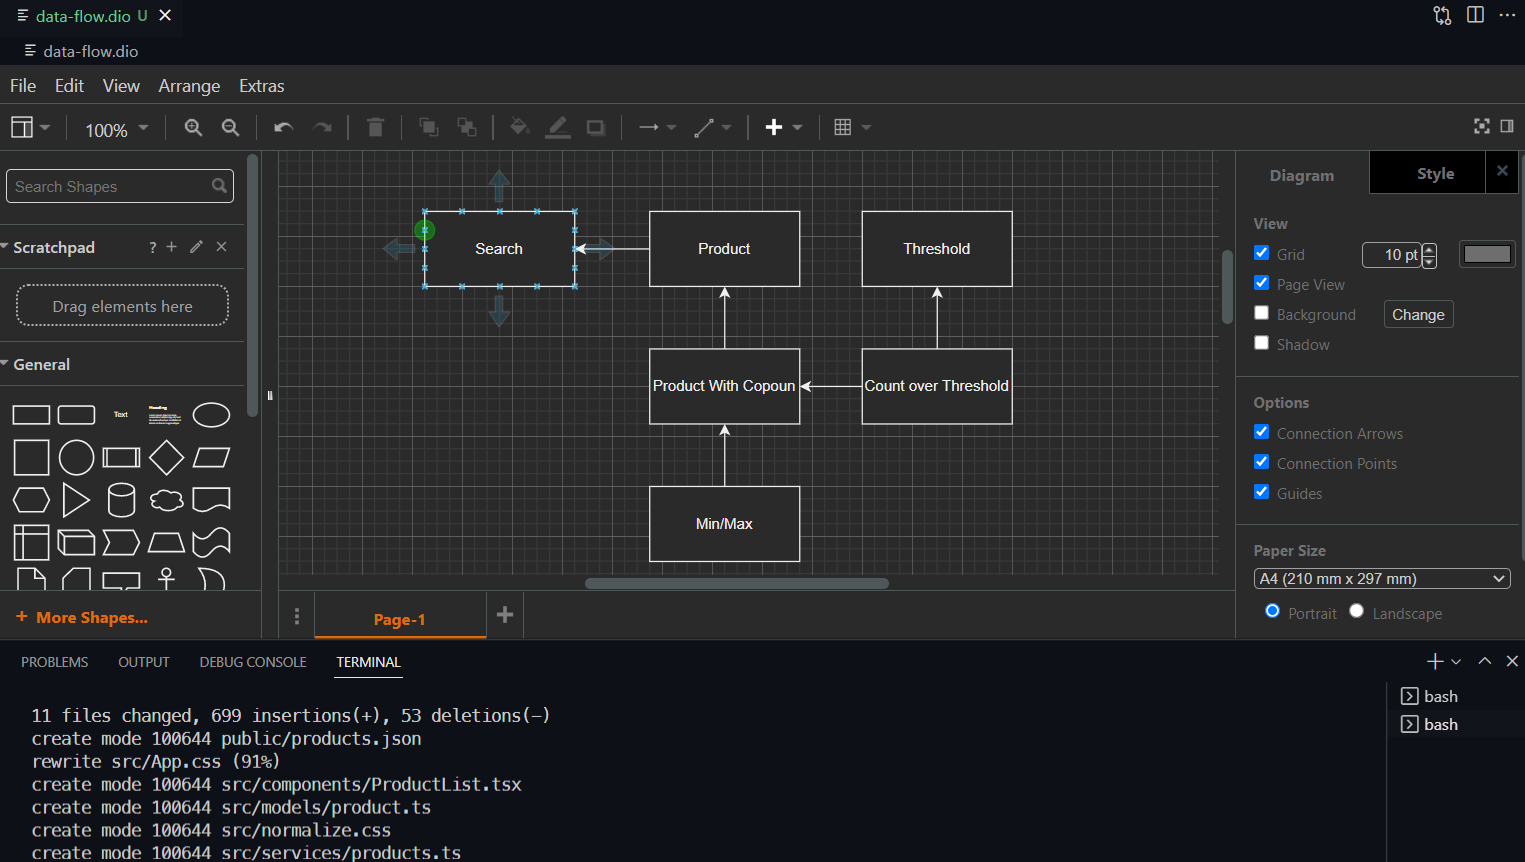 data-flow.dio U
data-flow.dio
File Edit View Arrange Extras
100%
Search Shapes
Scratchpad ?
Drag elements here
General
Text
Heading
More Shapes...
Search
Product
Threshold
Product With Copoun
Count over Threshold
Min/Max
Page-1
Diagram Style
View
Grid 10 pt
Page View
Background Change
Shadow
Options
Connection Arrows
Connection Points
Guides
Paper Size
A4 (210 mm x 297 mm)
Portrait Landscape
PROBLEMS OUTPUT DEBUG CONSOLE TERMINAL
11 files changed, 699 insertions(+), 53 deletions(-)
create mode 100644 public/products.json
rewrite src/App.css (91%)
create mode 100644 src/components/ProductList.tsx
create mode 100644 src/models/product.ts
create mode 100644 src/normalize.css
create mode 100644 src/services/products.ts
bash
bash